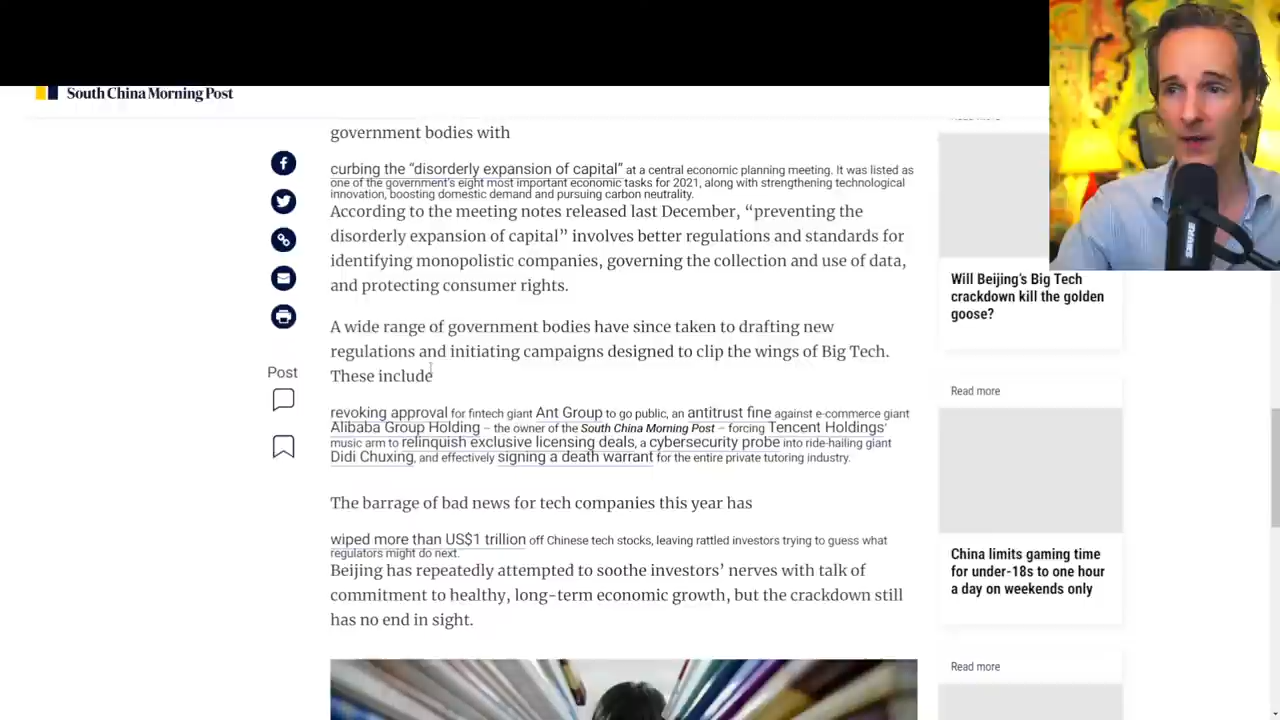 South China Morning Post
government bodies with
curbing the “disorderly expansion of capital” at a central economic planning meeting. It was listed as
one of the government's eight most important economic tasks for 2021, along with strengthening technological
innovation, boosting domestic demand and pursuing carbon neutrality.
According to the meeting notes released last December, “preventing the
disorderly expansion of capital” involves better regulations and standards for
identifying monopolistic companies, governing the collection and use of data,
and protecting consumer rights.
A wide range of government bodies have since taken to drafting new
regulations and initiating campaigns designed to clip the wings of Big Tech.
These include
revoking approval for fintech giant Ant Group to go public, an antitrust fine against e-commerce giant
Alibaba Group Holding – the owner of the South China Morning Post – forcing Tencent Holdings'
music arm to relinquish exclusive licensing deals, a cybersecurity probe into ride-hailing giant
Didi Chuxing, and effectively signing a death warrant for the entire private tutoring industry.
The barrage of bad news for tech companies this year has
wiped more than US$1 trillion off Chinese tech stocks, leaving rattled investors trying to guess what
regulators might do next.
Beijing has repeatedly attempted to soothe investors’ nerves with talk of
commitment to healthy, long-term economic growth, but the crackdown still
has no end in sight.
Post
Will Beijing’s Big Tech
crackdown kill the golden
goose?
Read more
China limits gaming time
for under-18s to one hour
a day on weekends only
Read more
SHURE